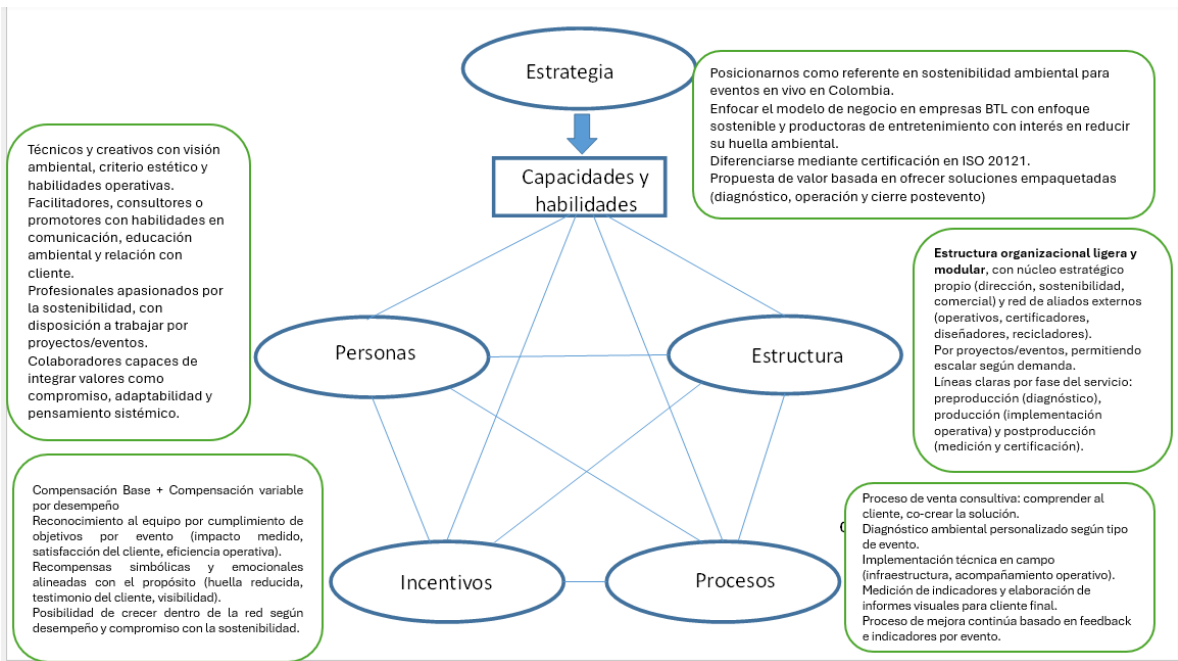 Estrategia
Posicionarnos como referente en sostenibilidad ambiental para
eventos en vivo en Colombia.
Enfocar el modelo de negocio en empresas BTL con enfoque
sostenible y productoras de entretenimiento con interés en reducir
su huella ambiental.
Diferenciarse mediante certificación en ISO 20121.
Propuesta de valor basada en ofrecer soluciones empaquetadas
(diagnóstico, operación y cierre postevento)
Capacidades y
habilidades
Técnicos y creativos con visión
ambiental, criterio estético y
habilidades operativas.
Facilitadores, consultores o
promotores con habilidades en
comunicación, educación
ambiental y relación con
cliente.
Profesionales apasionados por
la sostenibilidad, con
disposición a trabajar por
proyectos/eventos.
Colaboradores capaces de
integrar valores como
compromiso, adaptabilidad y
pensamiento sistémico.
Personas
Estructura
Estructura organizacional ligera y
modular, con núcleo estratégico
propio (dirección, sostenibilidad,
comercial) y red de aliados externos
(operativos, certificadores,
diseñadores, recicladores).
Por proyectos/eventos, permitiendo
escalar según demanda.
Líneas claras por fase del servicio:
preproducción (diagnóstico),
producción (implementación
operativa) y postproducción
(medición y certificación).
Compensación Base + Compensación variable
por desempeño
Reconocimiento al equipo por cumplimiento de
objetivos por evento (impacto medido,
satisfacción del cliente, eficiencia operativa).
Recompensas simbólicas y emocionales
alineadas con el propósito (huella reducida,
testimonio del cliente, visibilidad).
Posibilidad de crecer dentro de la red según
desempeño y compromiso con la sostenibilidad.
Incentivos
Procesos
Proceso de venta consultiva: comprender al
cliente, co-crear la solución.
Diagnóstico ambiental personalizado según tipo
de evento.
Implementación técnica en campo
(infraestructura, acompañamiento operativo).
Medición de indicadores y elaboración de
informes visuales para cliente final.
Proceso de mejora continúa basado en feedback
e indicadores por evento.